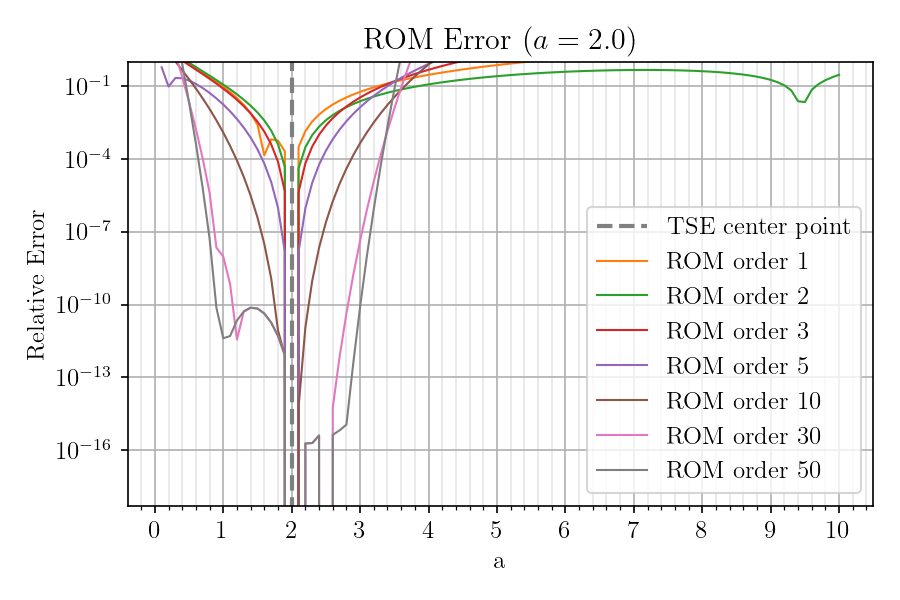 ROM Error (a = 2.0)
Relative Error
10⁻¹
10⁻⁴
10⁻⁷
10⁻¹⁰
10⁻¹³
10⁻¹⁶
TSE center point
ROM order 1
ROM order 2
ROM order 3
ROM order 5
ROM order 10
ROM order 30
ROM order 50
0 1 2 3 4 5 6 7 8 9 10
a